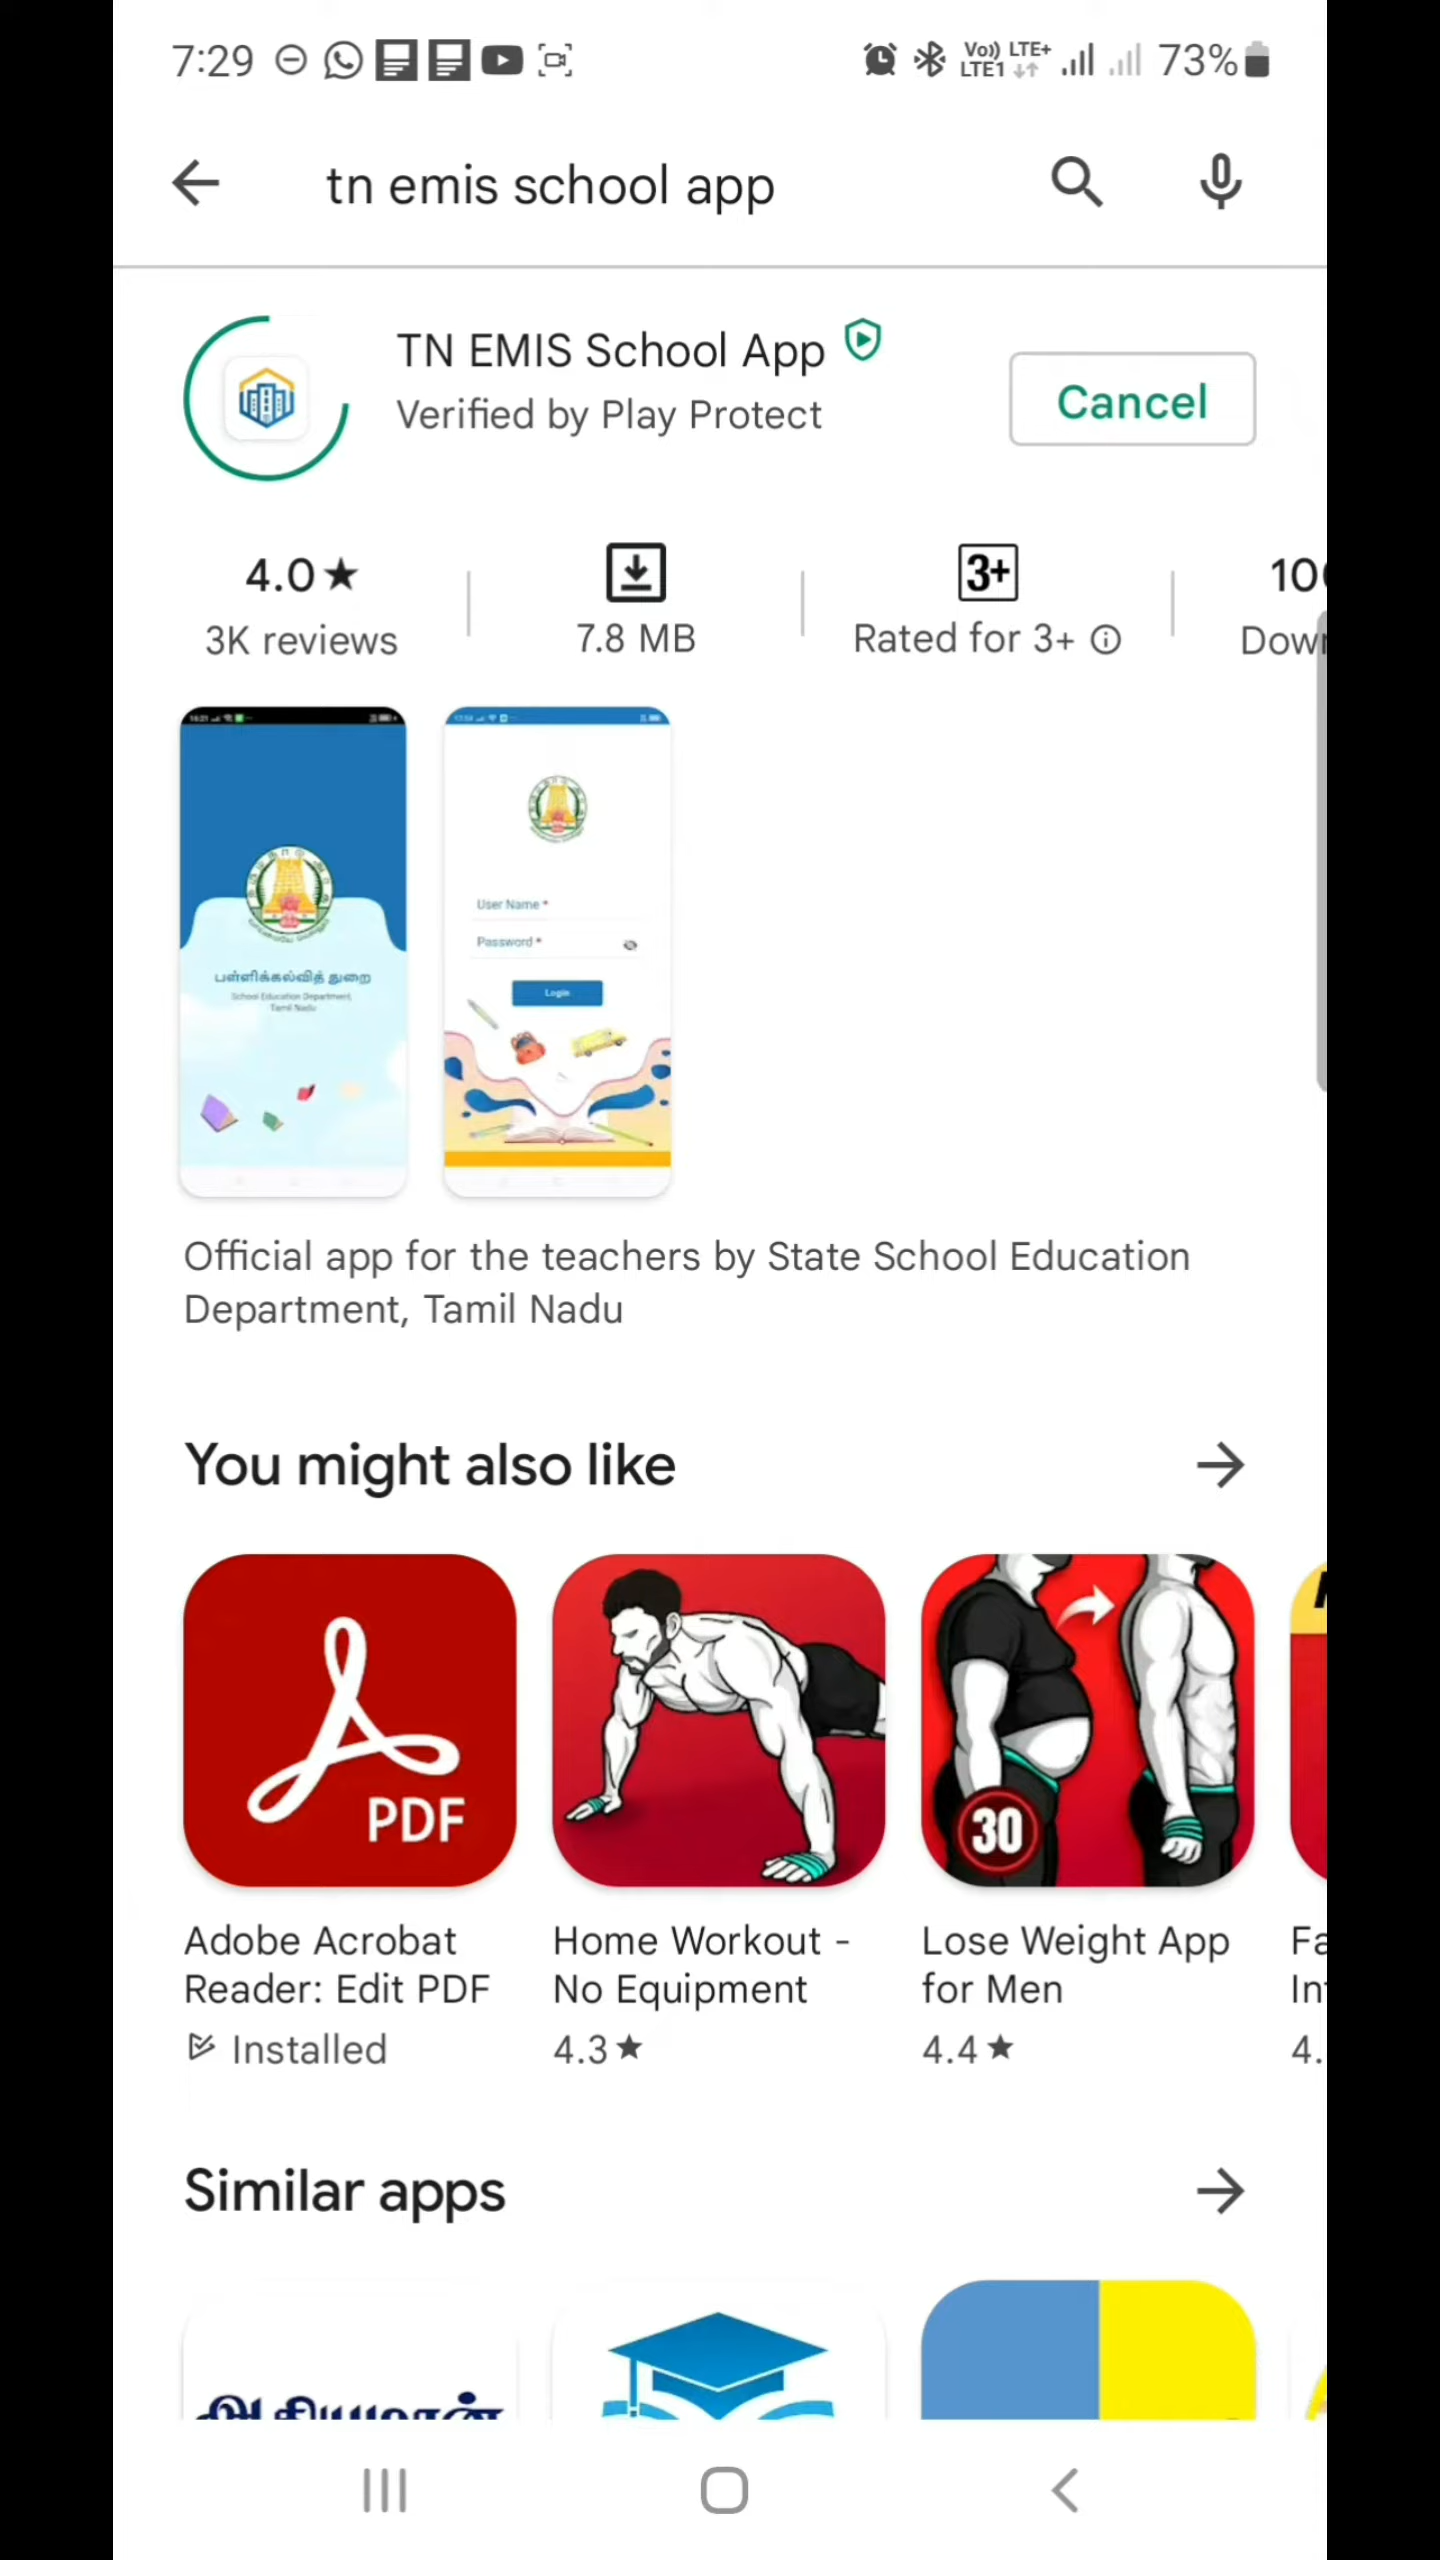 7:29
Vo)) LTE+
LTE1
73%
tn emis school app
TN EMIS School App
Verified by Play Protect
Cancel
4.0★
3K reviews
7.8 MB
3+
Rated for 3+
10
Down
User Name *
Password *
Login
பள்ளிக்கல்வித் துறை
School Education Department,
Tamil Nadu
Official app for the teachers by State School Education
Department, Tamil Nadu
You might also like
PDF
30
Adobe Acrobat
Reader: Edit PDF
Installed
Home Workout -
No Equipment
4.3★
Lose Weight App
for Men
4.4★
Fa
In
4.
Similar apps